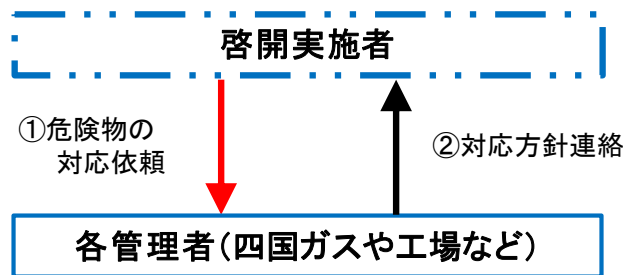 啓開実施者
①危険物の
対応依頼
②対応方針連絡
各管理者(四国ガスや工場など)